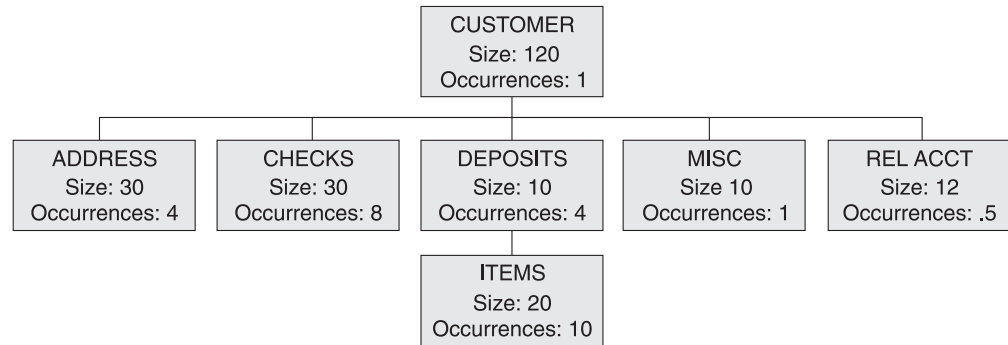 CUSTOMER
Size: 120
Occurrences: 1
ADDRESS
Size: 30
Occurrences: 4
CHECKS
Size: 30
Occurrences: 8
DEPOSITS
Size: 10
Occurrences: 4
MISC
Size 10
Occurrences: 1
REL ACCT
Size: 12
Occurrences: .5
ITEMS
Size: 20
Occurrences: 10